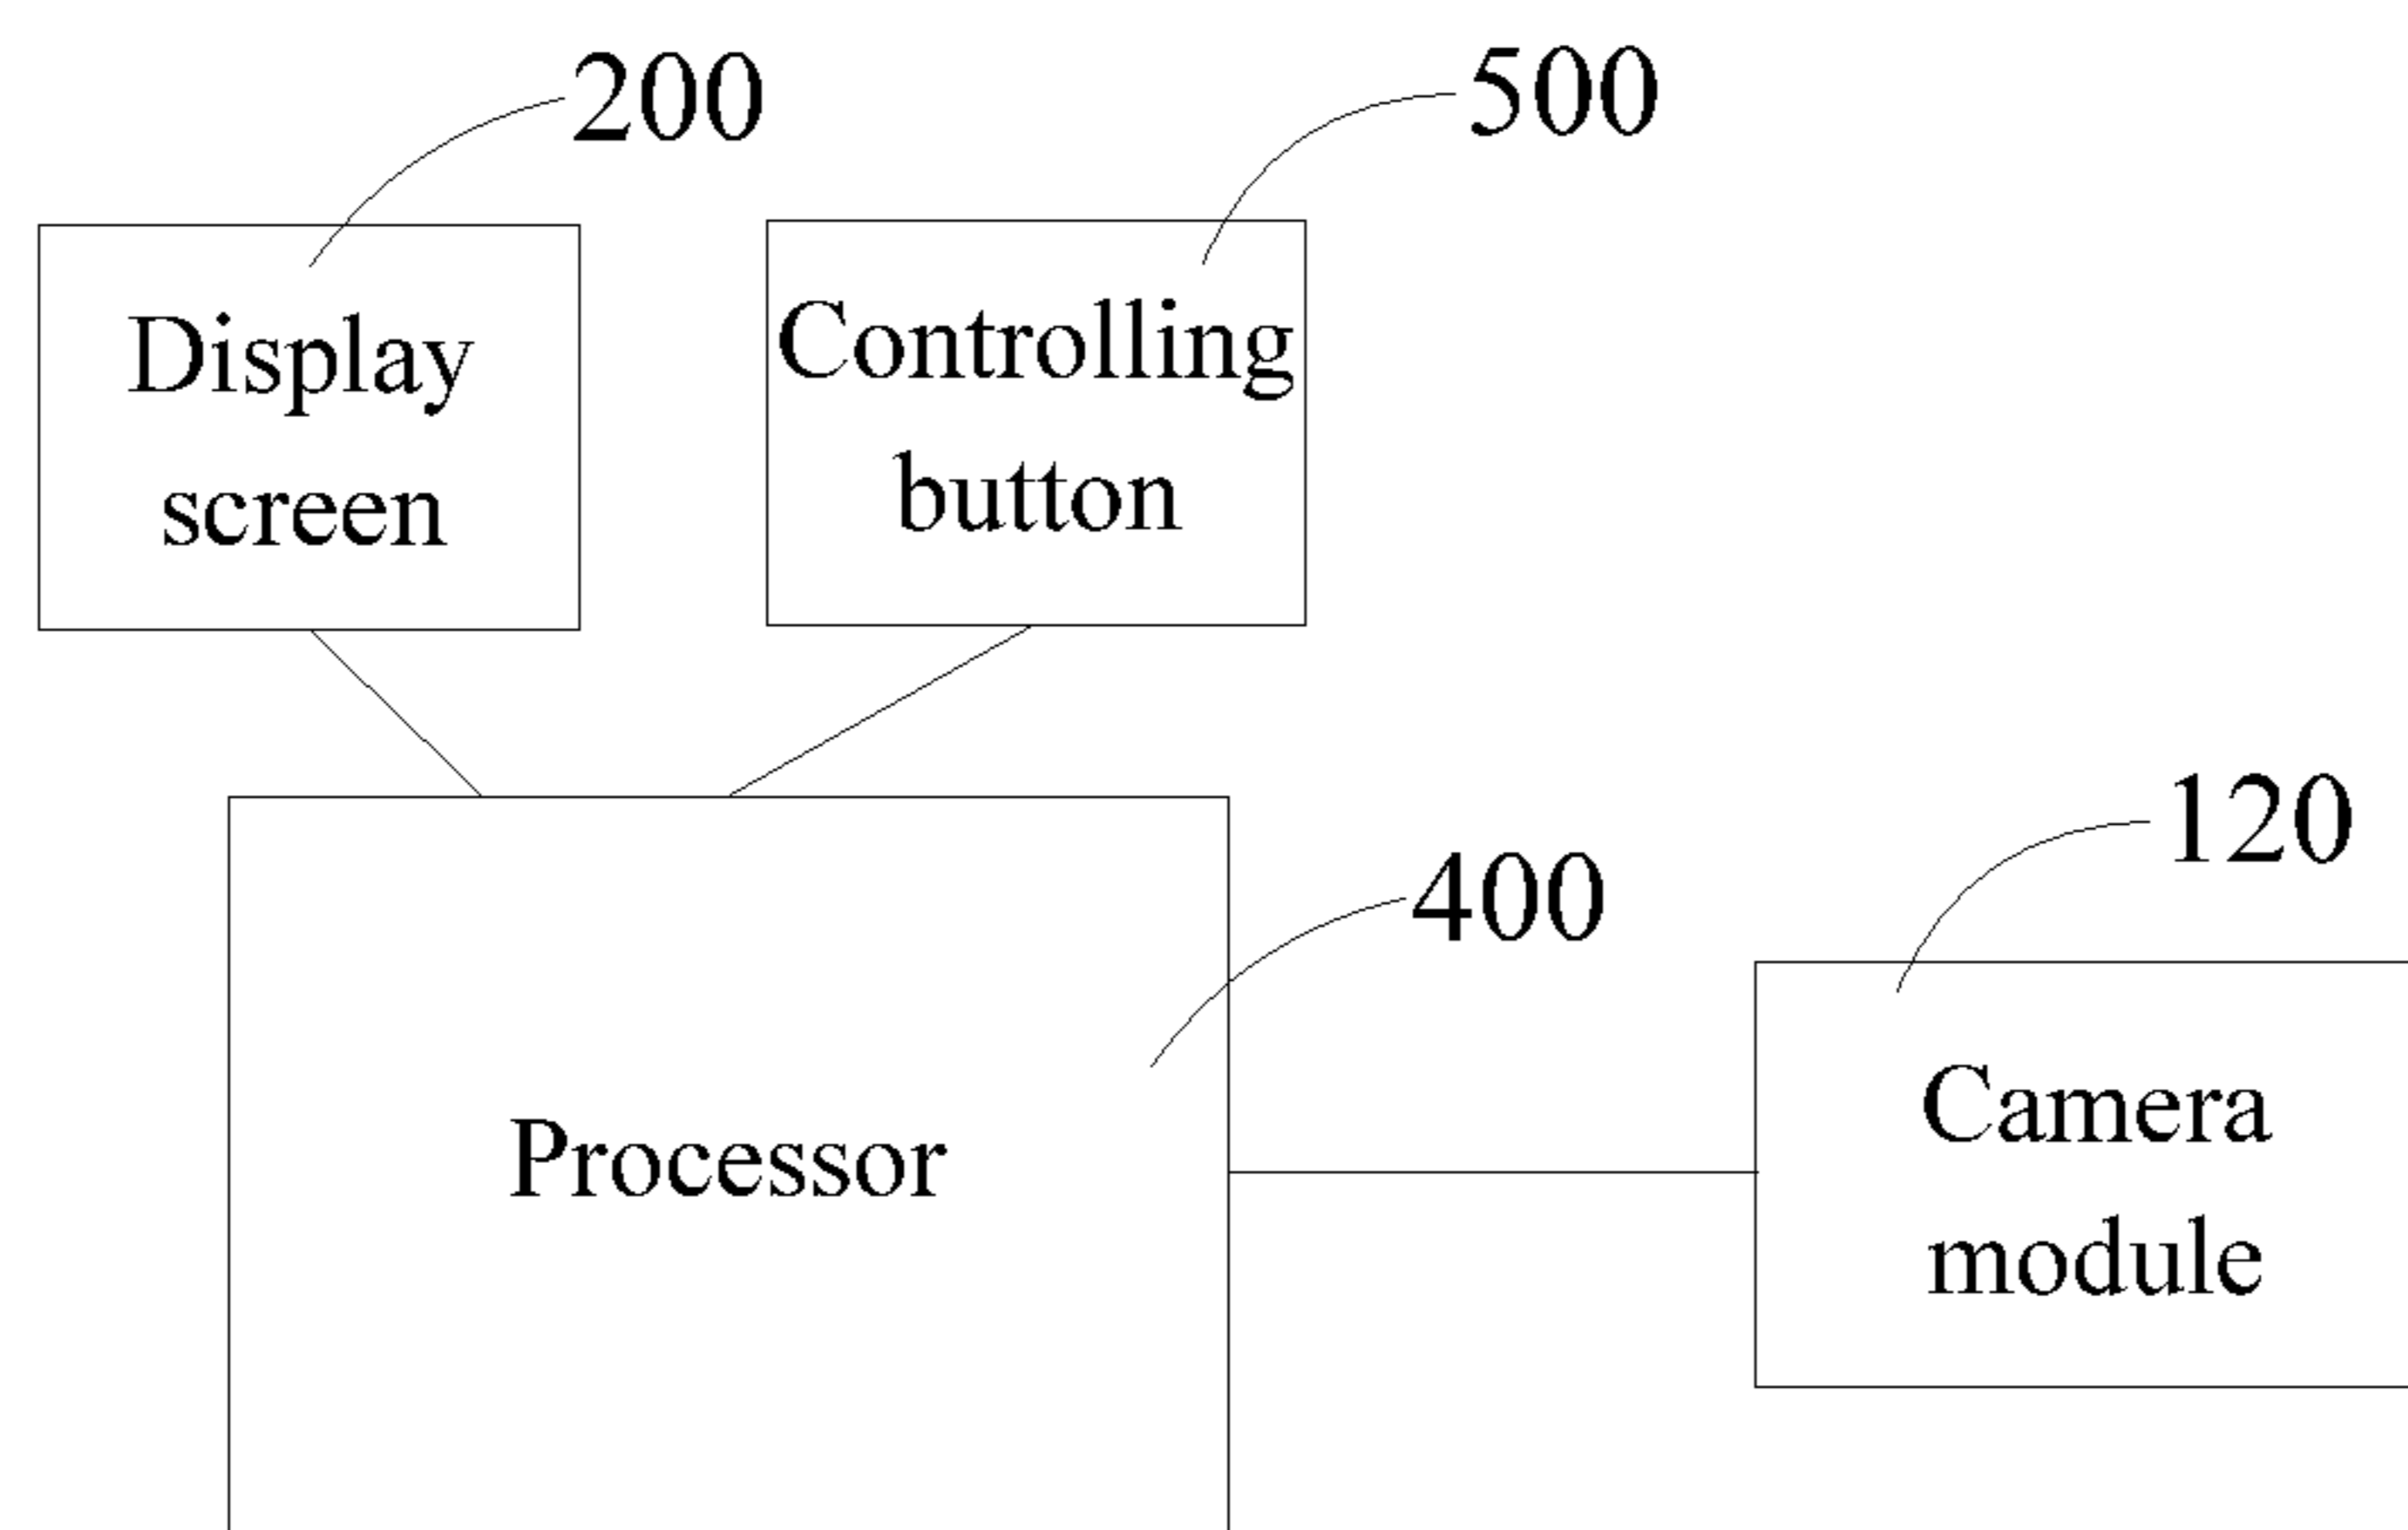 200
500
Display
screen
Controlling
button
400
120
Processor
Camera
module